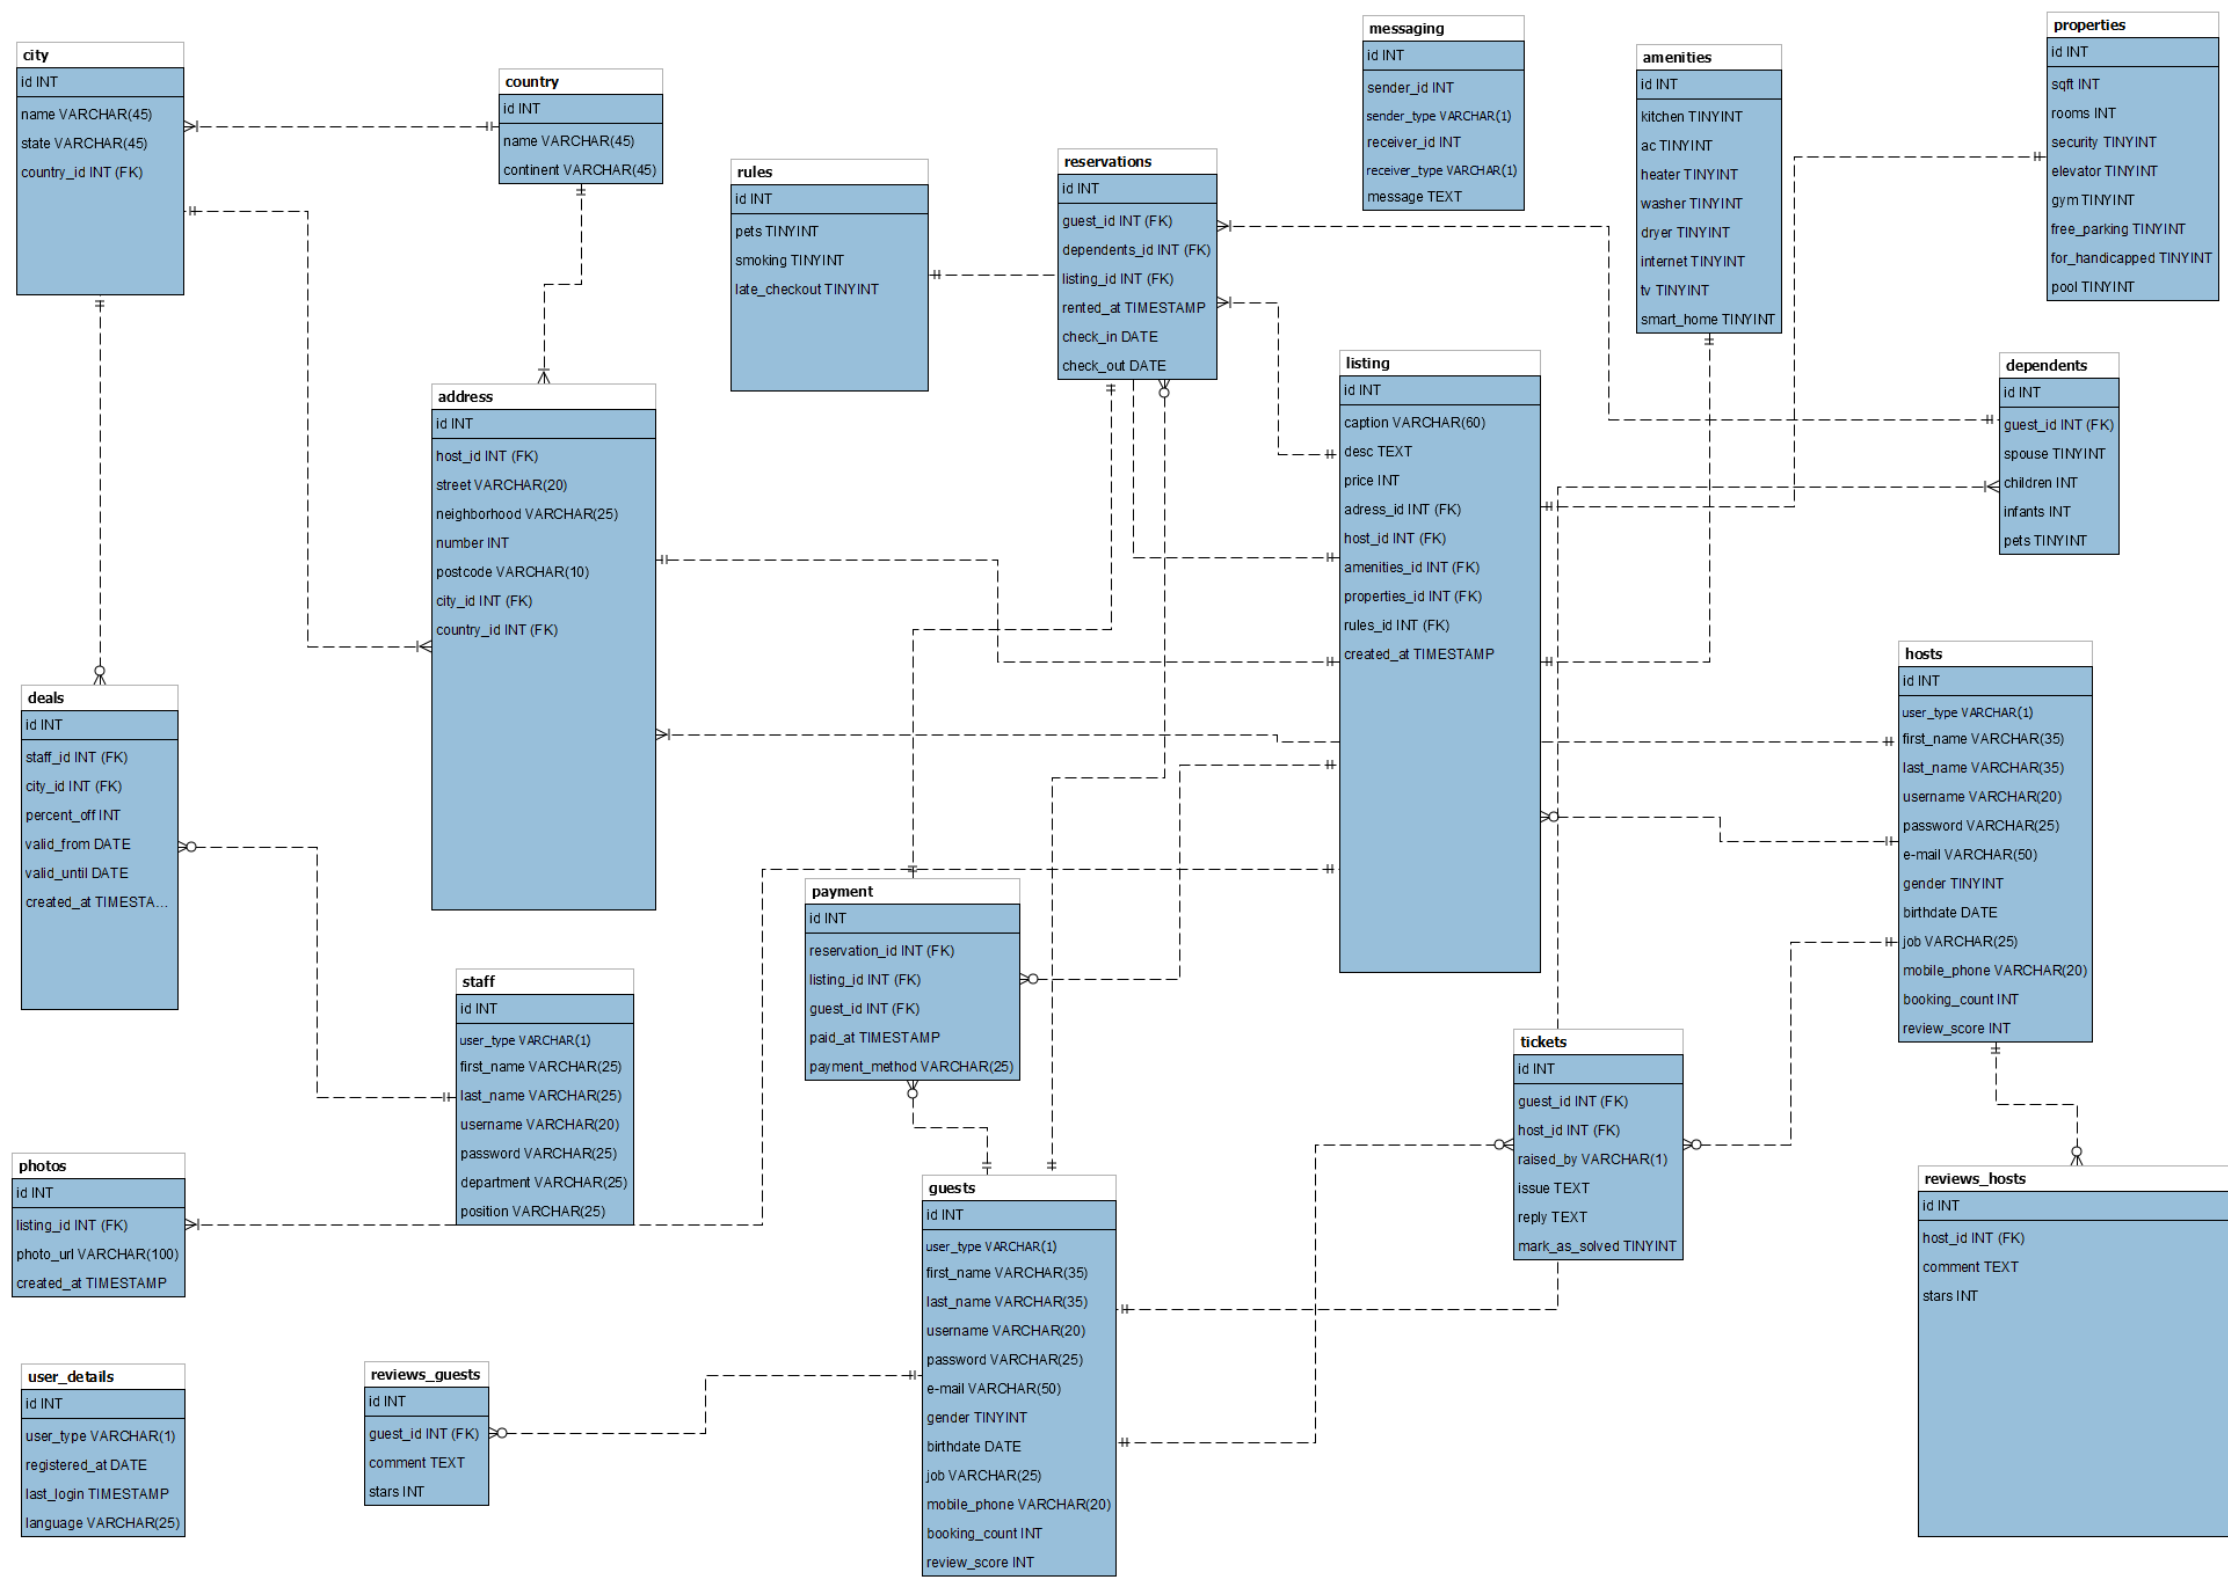 city
id INT
name VARCHAR(45)
state VARCHAR(45)
country_id INT (FK)
country
id INT
name VARCHAR(45)
continent VARCHAR(45)
rules
id INT
pets TINYINT
smoking TINYINT
late_checkout TINYINT
reservations
id INT
guest_id INT (FK)
dependents_id INT (FK)
listing_id INT (FK)
rented_at TIMESTAMP
check_in DATE
check_out DATE
messaging
id INT
sender_id INT
sender_type VARCHAR(1)
receiver_id INT
receiver_type VARCHAR(1)
message TEXT
amenities
id INT
kitchen TINYINT
ac TINYINT
heater TINYINT
washer TINYINT
dryer TINYINT
internet TINYINT
tv TINYINT
smart_home TINYINT
properties
id INT
sqft INT
rooms INT
security TINYINT
elevator TINYINT
gym TINYINT
free_parking TINYINT
for_handicapped TINYINT
pool TINYINT
address
id INT
host_id INT (FK)
street VARCHAR(20)
neighborhood VARCHAR(25)
number INT
postcode VARCHAR(10)
city_id INT (FK)
country_id INT (FK)
listing
id INT
caption VARCHAR(60)
desc TEXT
price INT
adress_id INT (FK)
host_id INT (FK)
amenities_id INT (FK)
properties_id INT (FK)
rules_id INT (FK)
created_at TIMESTAMP
dependents
id INT
guest_id INT (FK)
spouse TINYINT
children INT
infants INT
pets TINYINT
deals
id INT
staff_id INT (FK)
city_id INT (FK)
percent_off INT
valid_from DATE
valid_until DATE
created_at TIMESTA...
hosts
id INT
user_type VARCHAR(1)
first_name VARCHAR(35)
last_name VARCHAR(35)
username VARCHAR(20)
password VARCHAR(25)
e-mail VARCHAR(50)
gender TINYINT
birthdate DATE
job VARCHAR(25)
mobile_phone VARCHAR(20)
booking_count INT
review_score INT
staff
id INT
user_type VARCHAR(1)
first_name VARCHAR(25)
last_name VARCHAR(25)
username VARCHAR(20)
password VARCHAR(25)
department VARCHAR(25)
position VARCHAR(25)
payment
id INT
reservation_id INT (FK)
listing_id INT (FK)
guest_id INT (FK)
paid_at TIMESTAMP
payment_method VARCHAR(25)
tickets
id INT
guest_id INT (FK)
host_id INT (FK)
raised_by VARCHAR(1)
issue TEXT
reply TEXT
mark_as_solved TINYINT
photos
id INT
listing_id INT (FK)
photo_url VARCHAR(100)
created_at TIMESTAMP
guests
id INT
user_type VARCHAR(1)
first_name VARCHAR(35)
last_name VARCHAR(35)
username VARCHAR(20)
password VARCHAR(25)
e-mail VARCHAR(50)
gender TINYINT
birthdate DATE
job VARCHAR(25)
mobile_phone VARCHAR(20)
booking_count INT
review_score INT
reviews_hosts
id INT
host_id INT (FK)
comment TEXT
stars INT
user_details
id INT
user_type VARCHAR(1)
registered_at DATE
last_login TIMESTAMP
language VARCHAR(25)
reviews_guests
id INT
guest_id INT (FK)
comment TEXT
stars INT